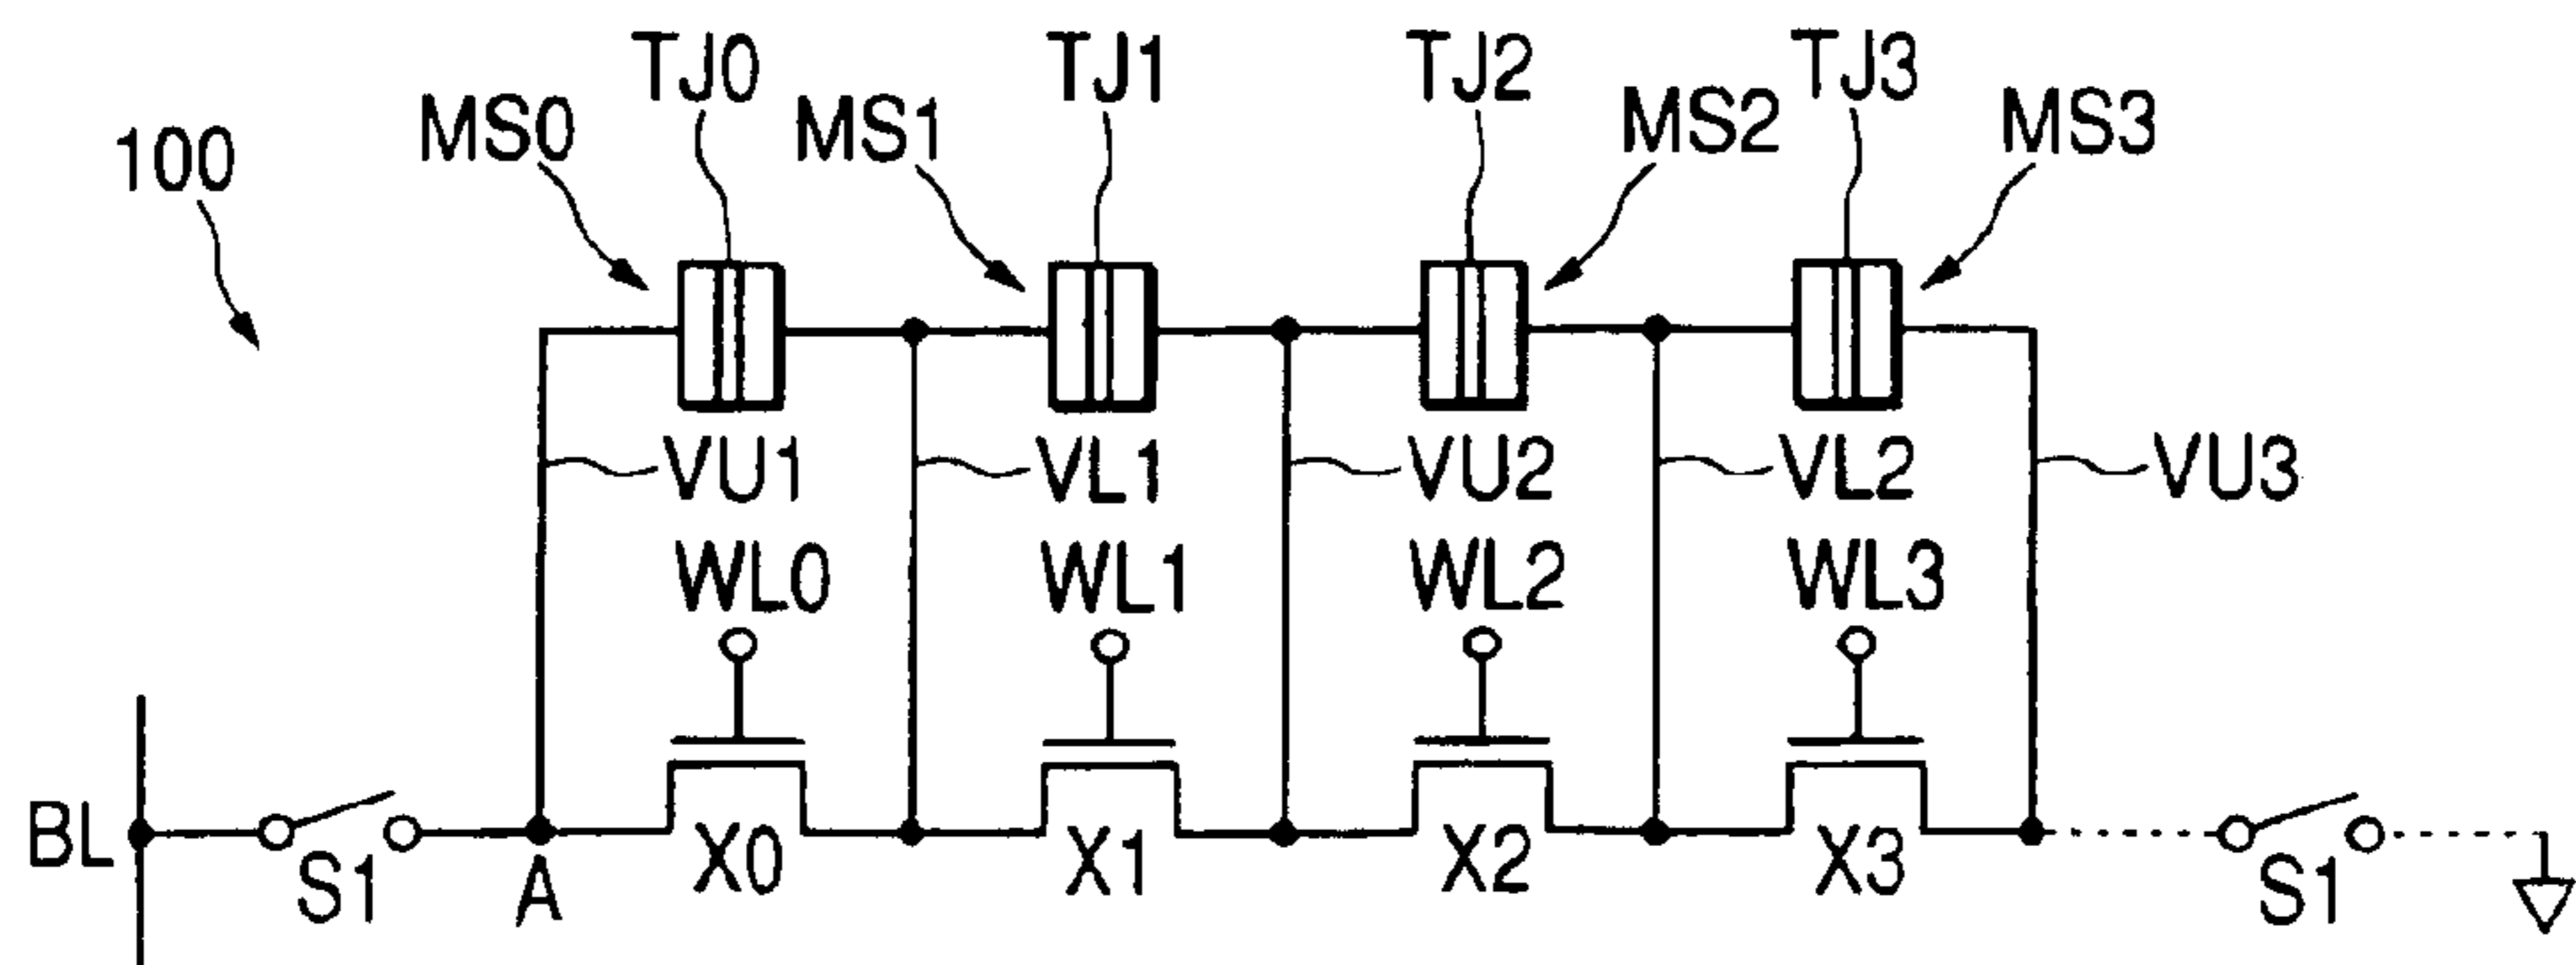 TJ0 TJ1 TJ2 TJ3
MS0 MS1 MS2 MS3
100
VU1 VL1 VU2 VL2 VU3
WL0 WL1 WL2 WL3
BL S1 A X0 X1 X2 X3 S1